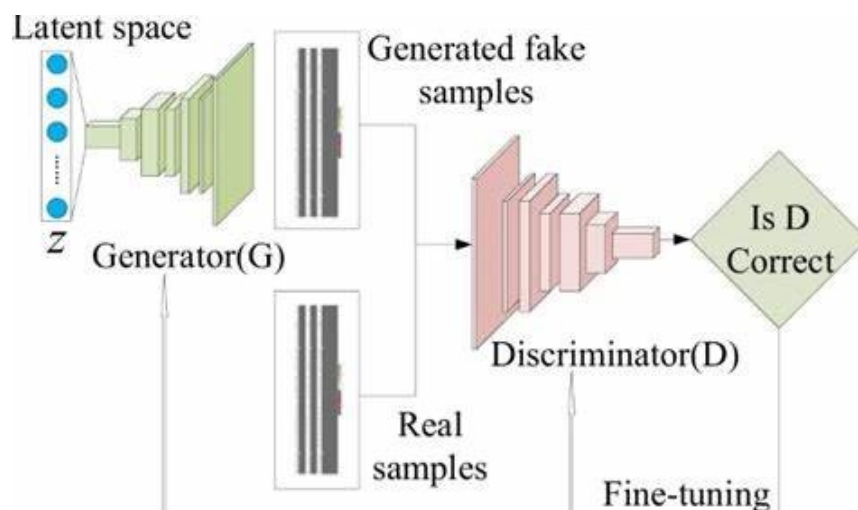 Latent space
Generated fake
samples
z
Generator(G)
Is D
Correct
Discriminator(D)
Real
samples
Fine-tuning